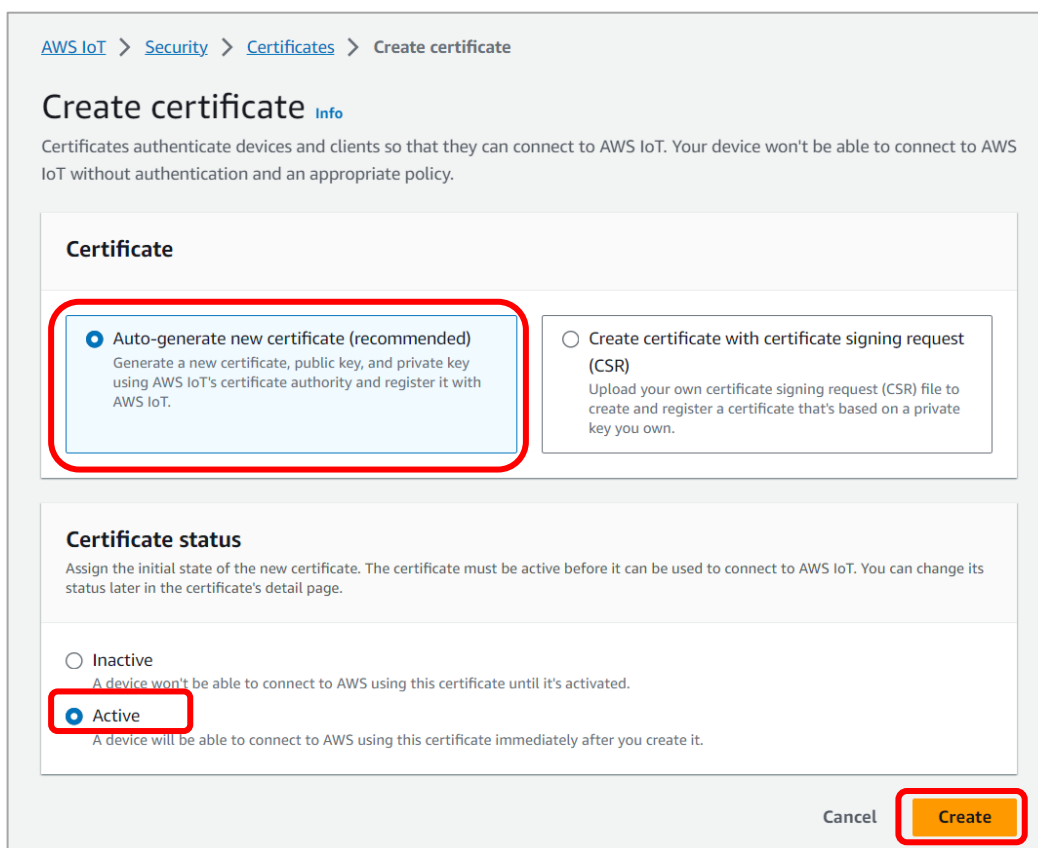 AWS IoT > Security > Certificates > Create certificate
Create certificate Info
Certificates authenticate devices and clients so that they can connect to AWS IoT. Your device won't be able to connect to AWS
IoT without authentication and an appropriate policy.
Certificate
Auto-generate new certificate (recommended)
Generate a new certificate, public key, and private key
using AWS IoT's certificate authority and register it with
AWS IoT.
Create certificate with certificate signing request
(CSR)
Upload your own certificate signing request (CSR) file to
create and register a certificate that's based on a private
key you own.
Certificate status
Assign the initial state of the new certificate. The certificate must be active before it can be used to connect to AWS IoT. You can change its
status later in the certificate's detail page.
Inactive
A device won't be able to connect to AWS using this certificate until it's activated.
Active
A device will be able to connect to AWS using this certificate immediately after you create it.
Cancel Create